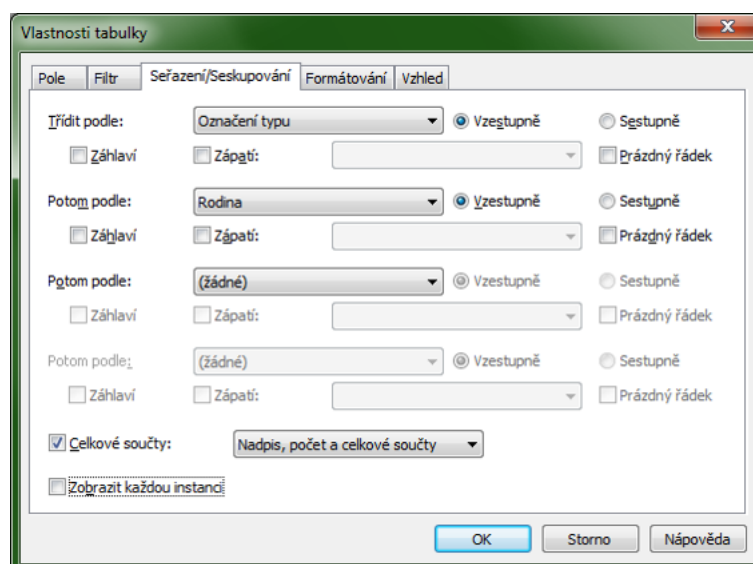 Vlastnosti tabulky
Pole Filtr Seřazení/Seskupování Formátování Vzhled
Třídit podle: Označení typu Vzestupně Sestupně
Záhlaví Zápatí: Prázdný řádek
Potom podle: Rodina Vzestupně Sestupně
Záhlaví Zápatí: Prázdný řádek
Potom podle: (žádné) Vzestupně Sestupně
Záhlaví Zápatí: Prázdný řádek
Potom podle: (žádné) Vzestupně Sestupně
Záhlaví Zápatí: Prázdný řádek
Celkové součty: Nadpis, počet a celkové součty
Zobrazit každou instanci
OK Storno Nápověda